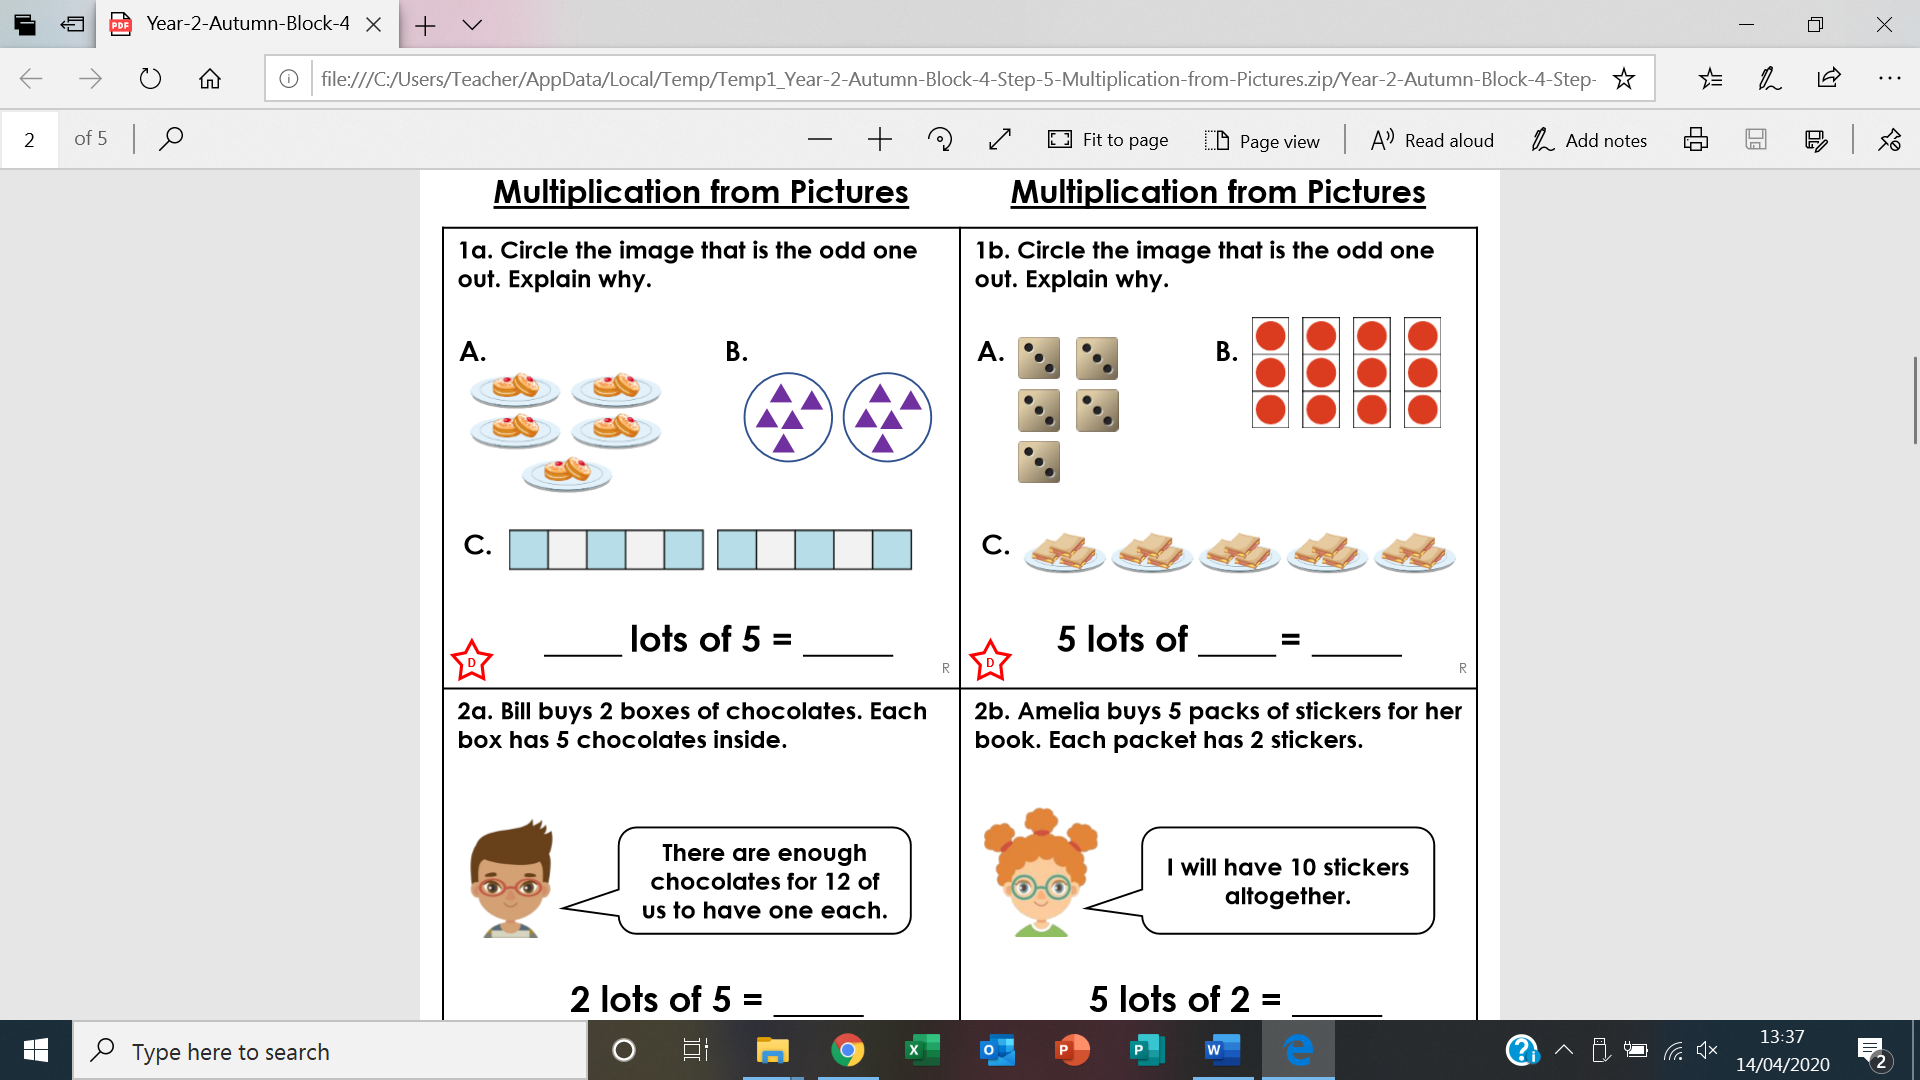 Year-2-Autumn-Block-4
file:///C:/Users/Teacher/AppData/Local/Temp/Temp1_Year-2-Autumn-Block-4-Step-5-Multiplication-from-Pictures.zip/Year-2-Autumn-Block-4-Step-
2 of 5
Fit to page
Page view
Read aloud
Add notes
Multiplication from Pictures
1a. Circle the image that is the odd one
out. Explain why.
A.
B.
C.
____ lots of 5 = ____
D
R
Multiplication from Pictures
1b. Circle the image that is the odd one
out. Explain why.
A.
B.
C.
5 lots of ____ = ____
D
R
2a. Bill buys 2 boxes of chocolates. Each
box has 5 chocolates inside.
There are enough
chocolates for 12 of
us to have one each.
2 lots of 5 = ____
2b. Amelia buys 5 packs of stickers for her
book. Each packet has 2 stickers.
I will have 10 stickers
altogether.
5 lots of 2 = ____
Type here to search
13:37
14/04/2020
2